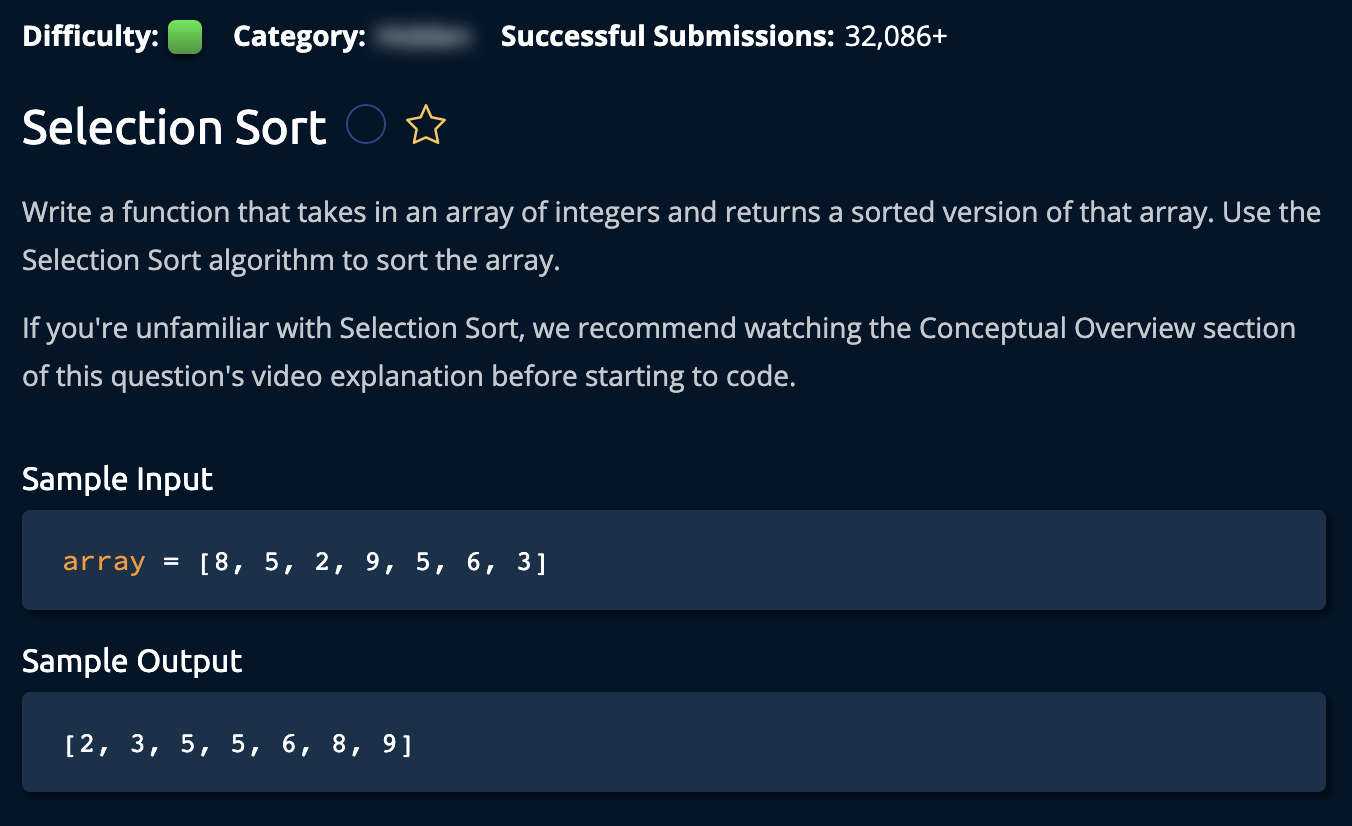 Difficulty: Category: Successful Submissions: 32,086+
Selection Sort
Write a function that takes in an array of integers and returns a sorted version of that array. Use the
Selection Sort algorithm to sort the array.
If you're unfamiliar with Selection Sort, we recommend watching the Conceptual Overview section
of this question's video explanation before starting to code.
Sample Input
array = [8, 5, 2, 9, 5, 6, 3]
Sample Output
[2, 3, 5, 5, 6, 8, 9]